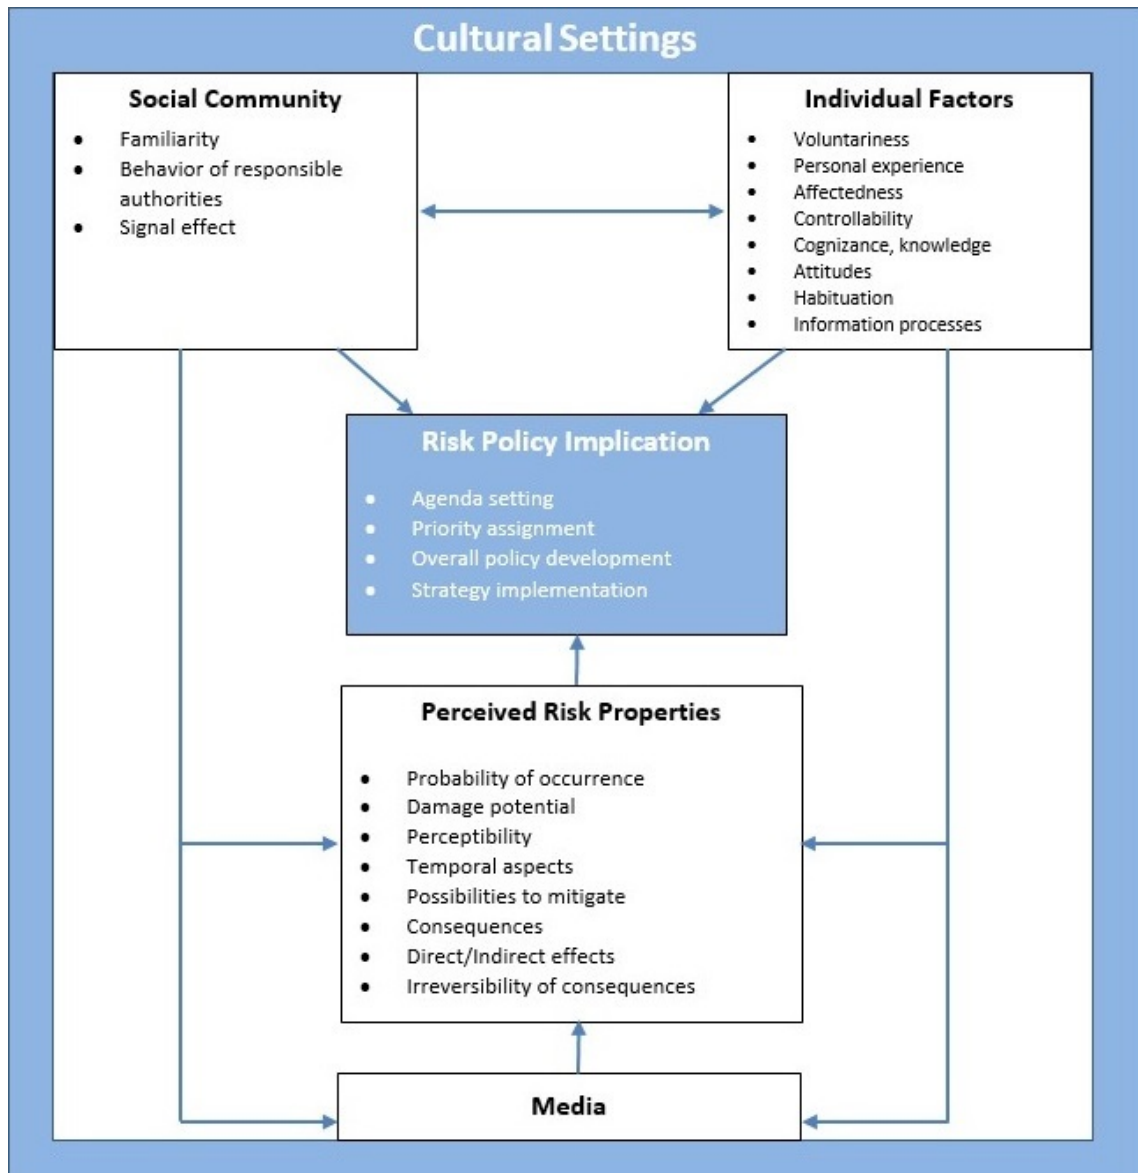 Cultural Settings
Social Community
• Familiarity
• Behavior of responsible
authorities
• Signal effect
Individual Factors
• Voluntariness
• Personal experience
• Affectedness
• Controllability
• Cognizance, knowledge
• Attitudes
• Habituation
• Information processes
Risk Policy Implication
• Agenda setting
• Priority assignment
• Overall policy development
• Strategy implementation
Perceived Risk Properties
• Probability of occurrence
• Damage potential
• Perceptibility
• Temporal aspects
• Possibilities to mitigate
• Consequences
• Direct/Indirect effects
• Irreversibility of consequences
Media